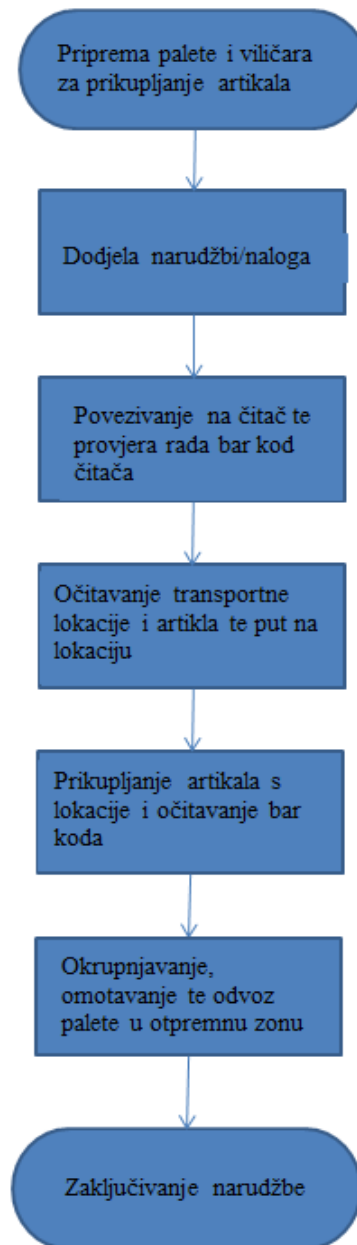 Priprema palete i viličara
za prikupljanje artikala
Dodjela narudžbi/naloga
Povezivanje na čitač te
provjera rada bar kod
čitača
Očitavanje transportne
lokacije i artikla te put na
lokaciju
Prikupljanje artikala s
lokacije i očitavanje bar
koda
Okrupnjavanje,
omotavanje te odvoz
palete u otpremnu zonu
Zaključivanje narudžbe